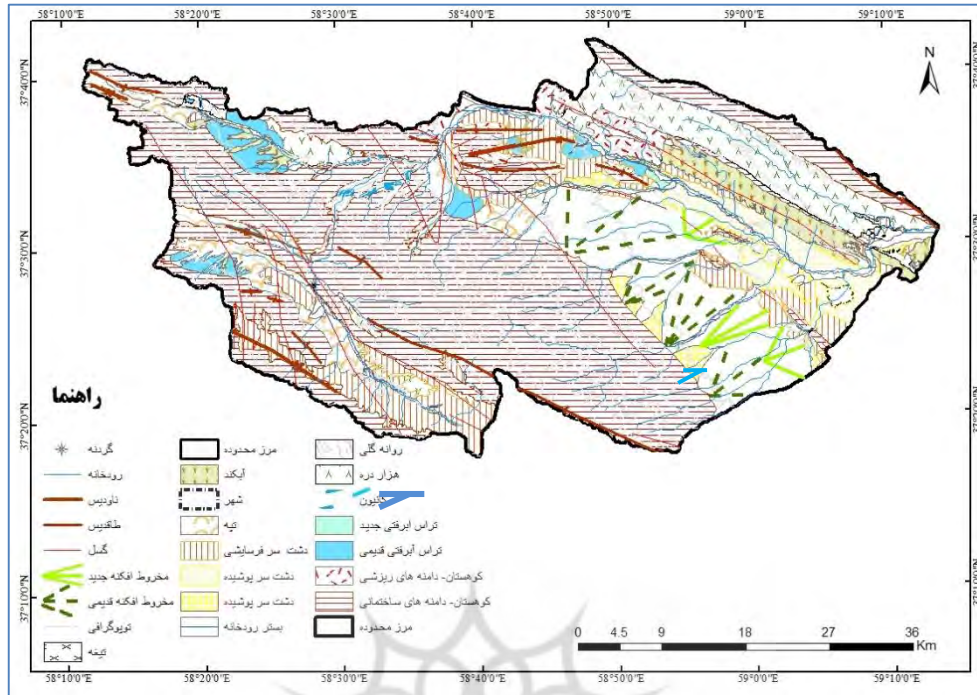 58°10'0"E 58°20'0"E 58°30'0"E 58°40'0"E 58°50'0"E 59°0'0"E 59°10'0"E
N
37°40'0"N
37°30'0"N
37°20'0"N
37°10'0"N
راهنما
گردنه
رودخانه
ناودیس
طاقدیس
گسل
مخروط افکنه جدید
مخروط افکنه قدیمی
توپوگرافی
تیغه
مرز محدوده
آبکند
شهر
تپه
دشت سر فرسایشی
دشت سر پوشیده
دشت سر پوشیده
بستر رودخانه
روانه گلی
هزار دره
کانیون
تراس آبرفتی جدید
تراس آبرفتی قدیمی
کوهستان- دامنه های ریزشی
کوهستان- دامنه های ساختمانی
مرز محدوده
0 4.5 9 18 27 36
Km
58°10'0"E 58°20'0"E 58°30'0"E 58°40'0"E 58°50'0"E 59°0'0"E 59°10'0"E